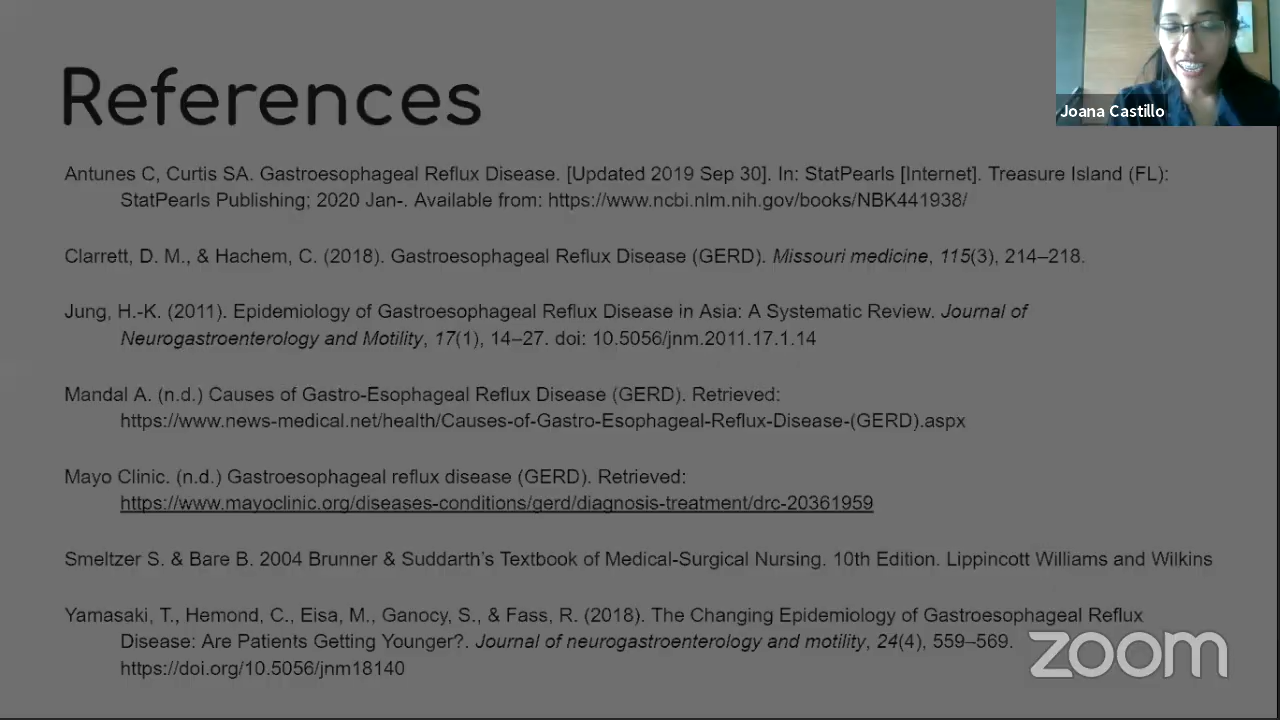 References
Joana Castillo
Antunes C, Curtis SA. Gastroesophageal Reflux Disease. [Updated 2019 Sep 30]. In: StatPearls [Internet]. Treasure Island (FL):
StatPearls Publishing; 2020 Jan-. Available from: https://www.ncbi.nlm.nih.gov/books/NBK441938/
Clarrett, D. M., & Hachem, C. (2018). Gastroesophageal Reflux Disease (GERD). Missouri medicine, 115(3), 214–218.
Jung, H.-K. (2011). Epidemiology of Gastroesophageal Reflux Disease in Asia: A Systematic Review. Journal of
Neurogastroenterology and Motility, 17(1), 14–27. doi: 10.5056/jnm.2011.17.1.14
Mandal A. (n.d.) Causes of Gastro-Esophageal Reflux Disease (GERD). Retrieved:
https://www.news-medical.net/health/Causes-of-Gastro-Esophageal-Reflux-Disease-(GERD).aspx
Mayo Clinic. (n.d.) Gastroesophageal reflux disease (GERD). Retrieved:
https://www.mayoclinic.org/diseases-conditions/gerd/diagnosis-treatment/drc-20361959
Smeltzer S. & Bare B. 2004 Brunner & Suddarth’s Textbook of Medical-Surgical Nursing. 10th Edition. Lippincott Williams and Wilkins
Yamasaki, T., Hemond, C., Eisa, M., Ganocy, S., & Fass, R. (2018). The Changing Epidemiology of Gastroesophageal Reflux
Disease: Are Patients Getting Younger?. Journal of neurogastroenterology and motility, 24(4), 559–569.
https://doi.org/10.5056/jnm18140
zoom